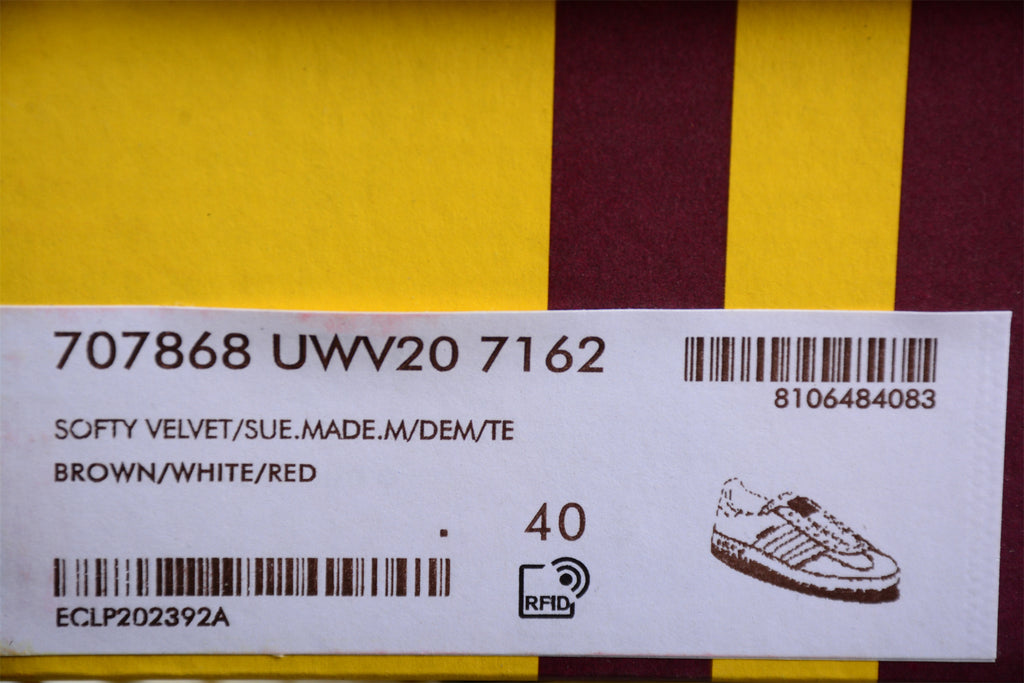 707868 UWV20 7162
8106484083
SOFTY VELVET/SUE.MADE.M/DEM/TE
BROWN/WHITE/RED
. 40
RFID
ECLP202392A